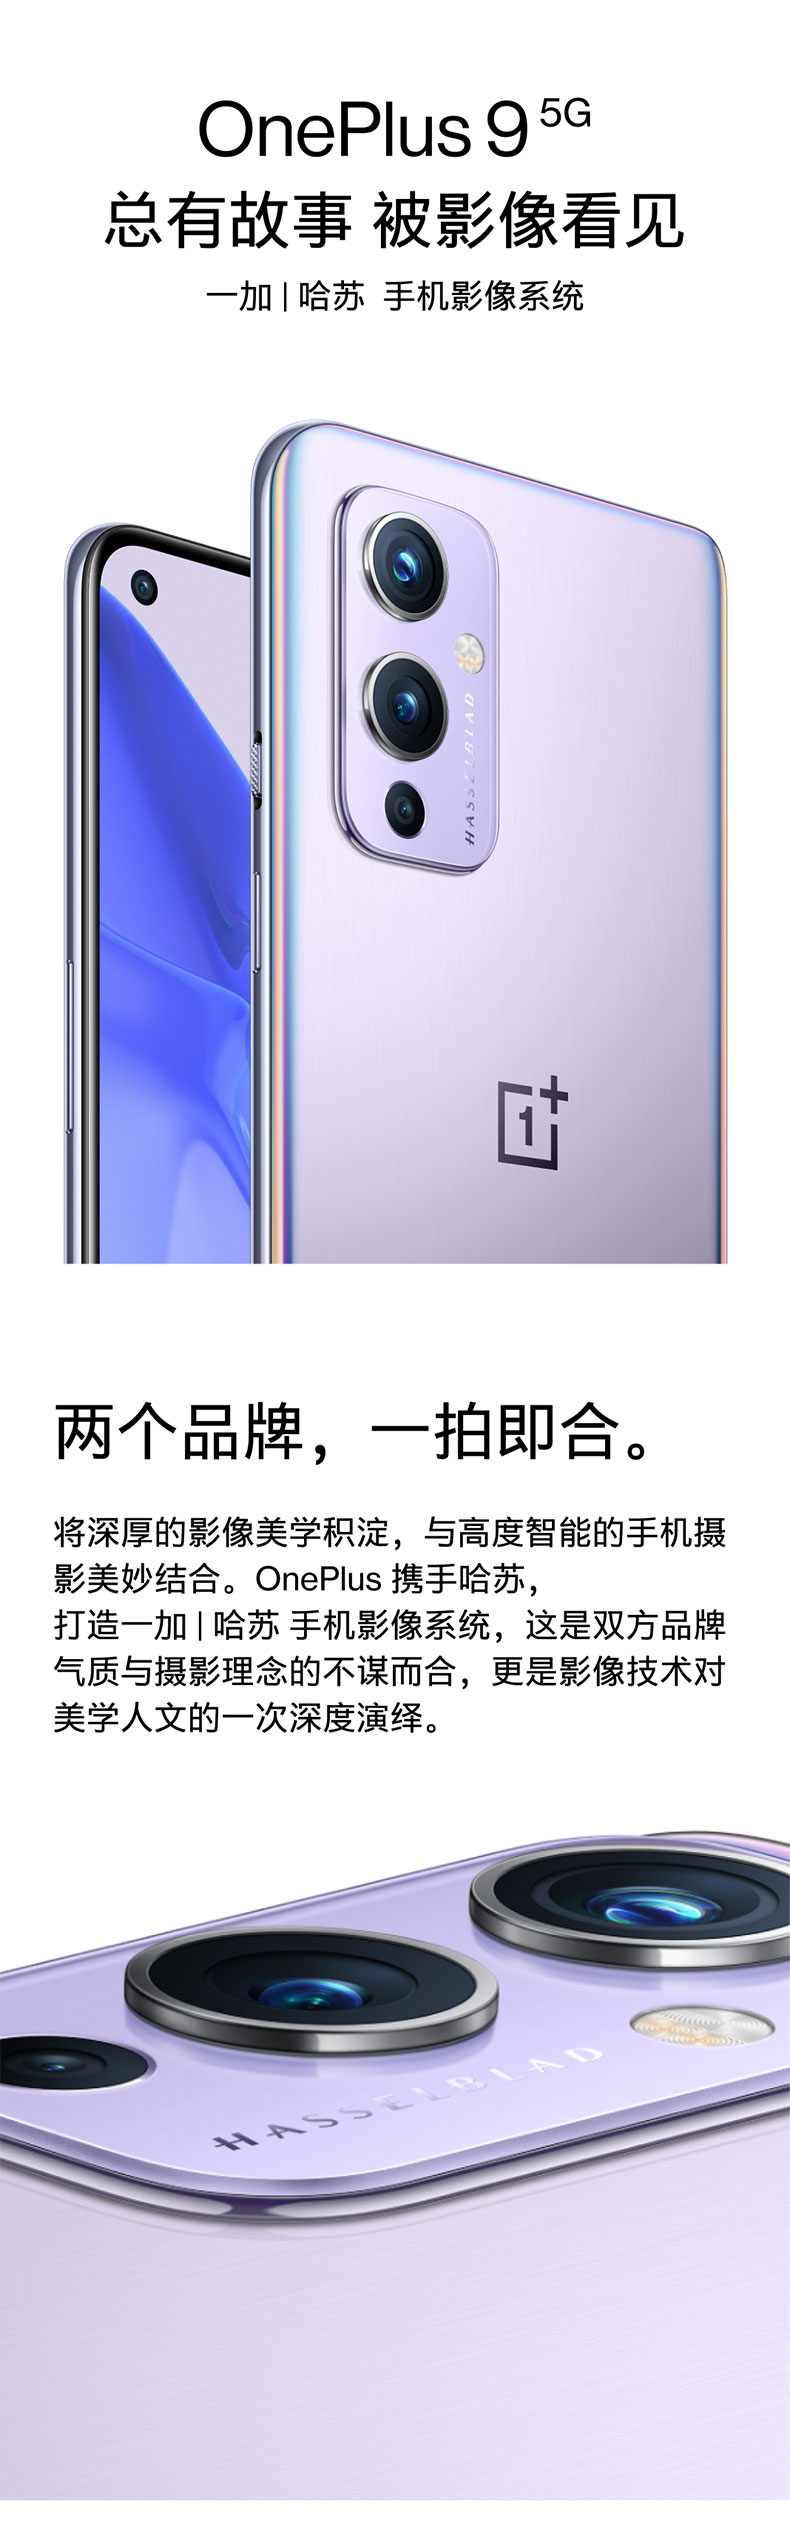 OnePlus 9 5G
总有故事 被影像看见
一加 | 哈苏 手机影像系统
HASSELBLAD
1+
两个品牌，一拍即合。
将深厚的影像美学积淀，与高度智能的手机摄
影美妙结合。OnePlus 携手哈苏，
打造一加 | 哈苏 手机影像系统，这是双方品牌
气质与摄影理念的不谋而合，更是影像技术对
美学人文的一次深度演绎。
HASSELBLAD